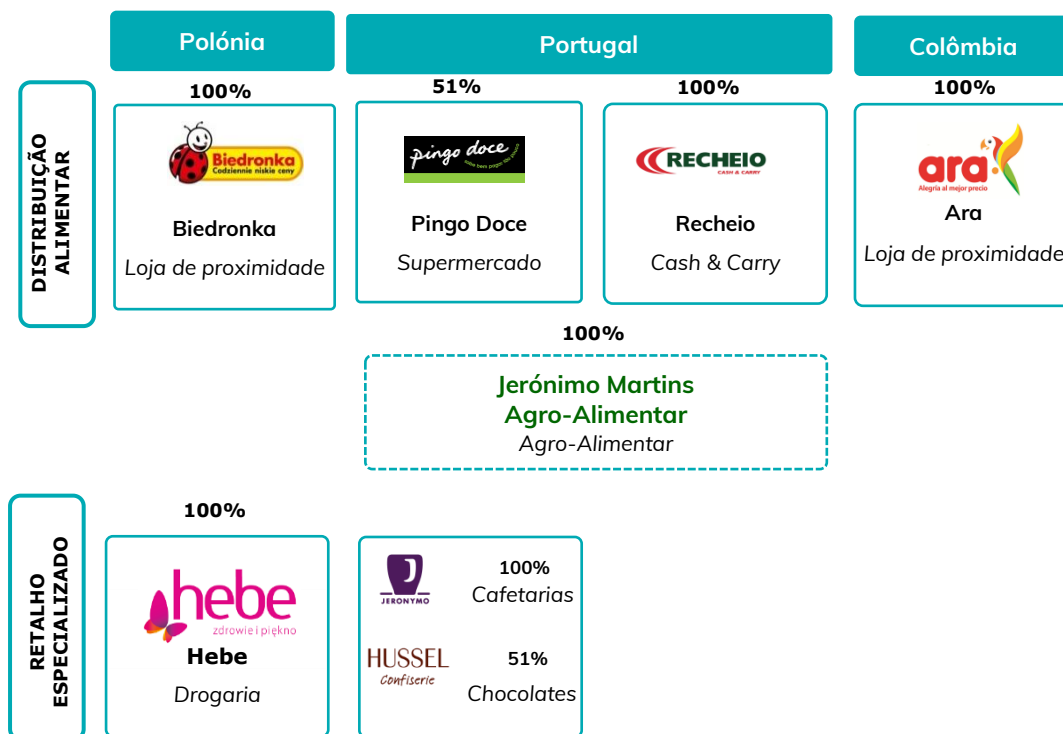 Polónia
Portugal
Colômbia
DISTRIBUIÇÃO
ALIMENTAR
100%
51%
100%
100%
Biedronka
Codziennie niskie ceny
pingo doce
RECHEIO
CASH & CARRY
ara
Alegría al mejor precio
Biedronka
Loja de proximidade
Pingo Doce
Supermercado
Recheio
Cash & Carry
Ara
Loja de proximidade
100%
Jerónimo Martins
Agro-Alimentar
Agro-Alimentar
RETALHO
ESPECIALIZADO
100%
hebe
zdrowie i piękno
Hebe
Drogaria
J
JERONYMO
100%
Cafetarias
HUSSEL
Confiserie
51%
Chocolates